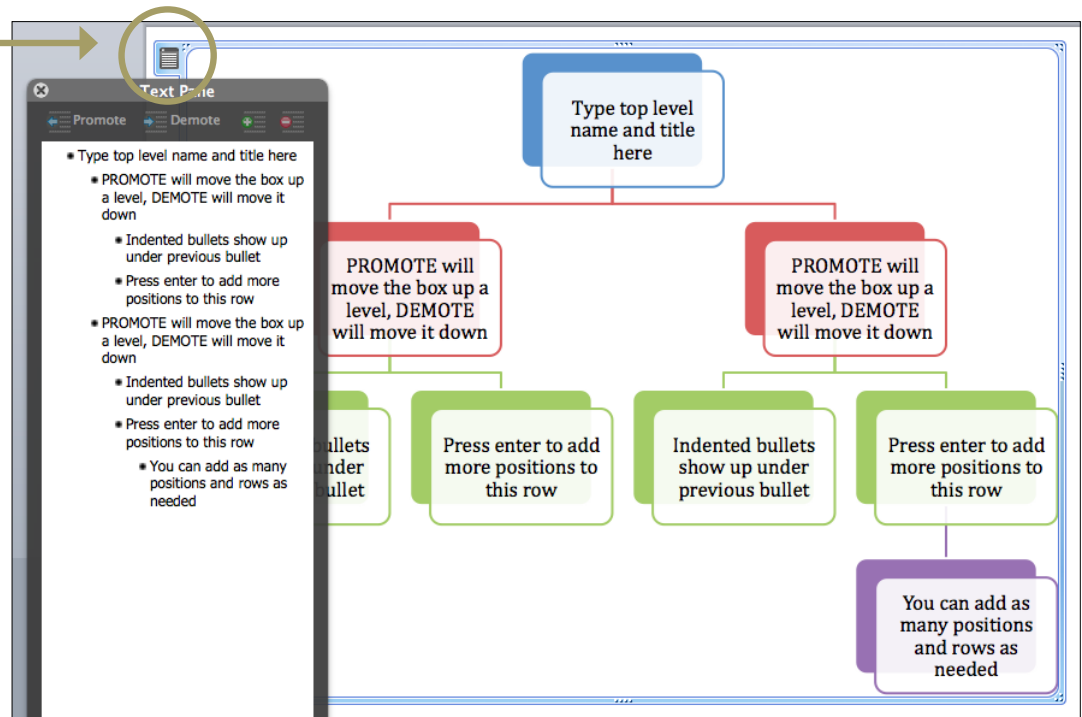 Text Pane
Promote Demote
Type top level name and title here
PROMOTE will move the box up
a level, DEMOTE will move it
down
Indented bullets show up
under previous bullet
Press enter to add more
positions to this row
PROMOTE will move the box up
a level, DEMOTE will move it
down
Indented bullets show up
under previous bullet
Press enter to add more
positions to this row
You can add as many
positions and rows as
needed
Type top level
name and title
here
PROMOTE will
move the box up a
level, DEMOTE
will move it down
PROMOTE will
move the box up a
level, DEMOTE
will move it down
bullets
under
bullet
Press enter to add
more positions to
this row
Indented bullets
show up under
previous bullet
Press enter to add
more positions to
this row
You can add as
many positions
and rows as
needed